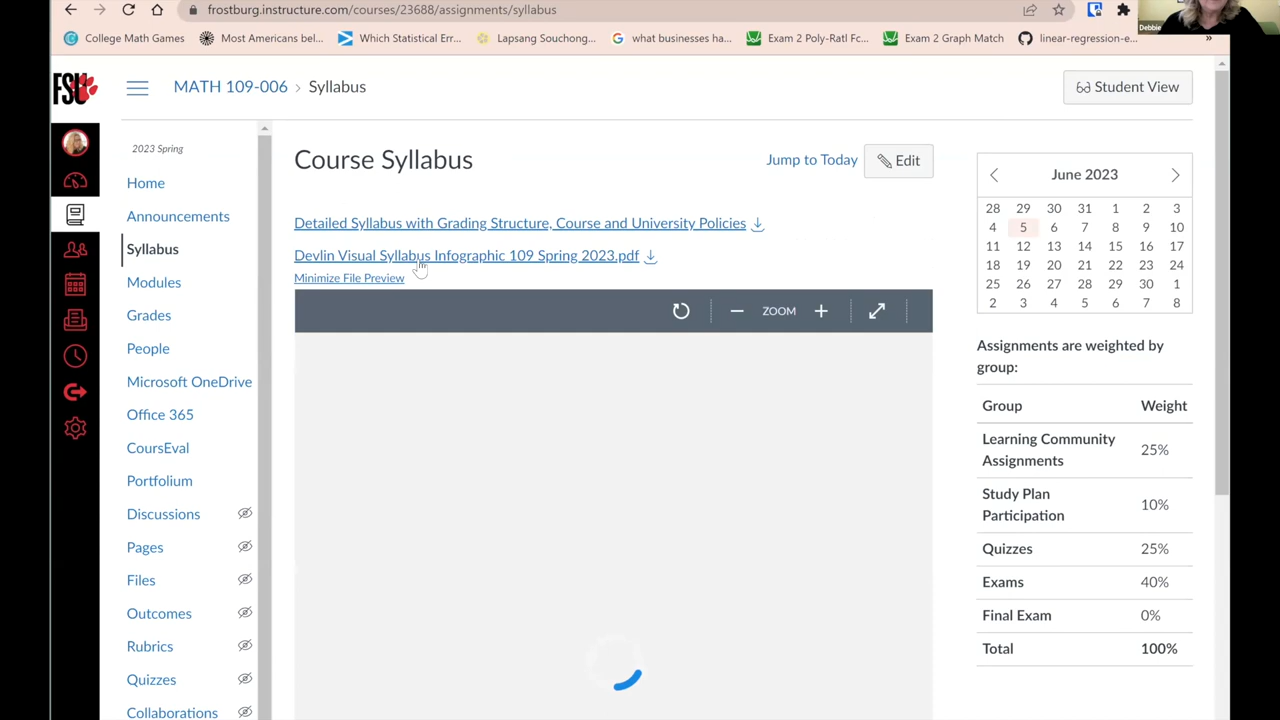 frostburg.instructure.com/courses/23688/assignments/syllabus
College Math Games
Most Americans bel...
Which Statistical Err...
Lapsang Souchong...
what businesses ha...
Exam 2 Poly-Ratl Fc...
Exam 2 Graph Match
linear-regression-e...
»
Debbie
FSU
MATH 109-006 › Syllabus
Student View
2023 Spring
Home
Announcements
Syllabus
Modules
Grades
People
Microsoft OneDrive
Office 365
CoursEval
Portfolium
Discussions
Pages
Files
Outcomes
Rubrics
Quizzes
Collaborations
Course Syllabus
Jump to Today
Edit
Detailed Syllabus with Grading Structure, Course and University Policies
Devlin Visual Syllabus Infographic 109 Spring 2023.pdf
Minimize File Preview
ZOOM
June 2023
28 29 30 31 1 2 3
4 5 6 7 8 9 10
11 12 13 14 15 16 17
18 19 20 21 22 23 24
25 26 27 28 29 30 1
2 3 4 5 6 7 8
Assignments are weighted by
group:
Group Weight
Learning Community
Assignments 25%
Study Plan
Participation 10%
Quizzes 25%
Exams 40%
Final Exam 0%
Total 100%